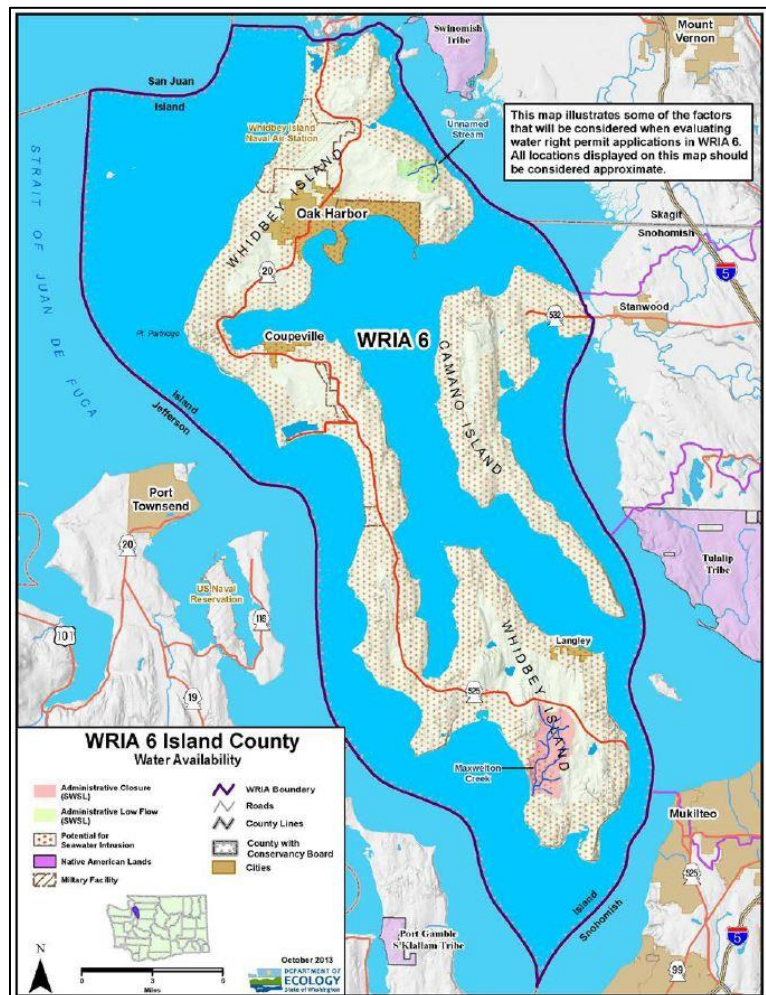 Swinomish
Tribe
Mount
Vernon
San Juan
Island
This map illustrates some of the factors
that will be considered when evaluating
water right permit applications in WRIA 6.
All locations displayed on this map should
be considered approximate.
Unnamed
Stream
Whidbey Island
Naval Air Station
STRAIT OF JUAN DE FUCA
WHIDBEY ISLAND
Oak Harbor
20
Skagit
Snohomish
5
532
Stanwood
Pt. Partridge
Coupeville
WRIA 6
CAMANO ISLAND
Island
Jefferson
Port
Townsend
20
US Naval
Reservation
116
101
19
Tulalip
Tribe
WHIDBEY ISLAND
Langley
525
Maxwelton
Creek
Mukilteo
525
5
99
Island
Snohomish
Port Gamble
S'Klallam Tribe
WRIA 6 Island County
Water Availability
Administrative Closure
(SWSL)
Administrative Low Flow
(SWSL)
Potential for
Seawater Intrusion
Native American Lands
Military Facility
WRIA Boundary
Roads
County Lines
County with
Conservancy Board
Cities
N
0 3 6
Miles
October 2013
DEPARTMENT OF
ECOLOGY
State of Washington